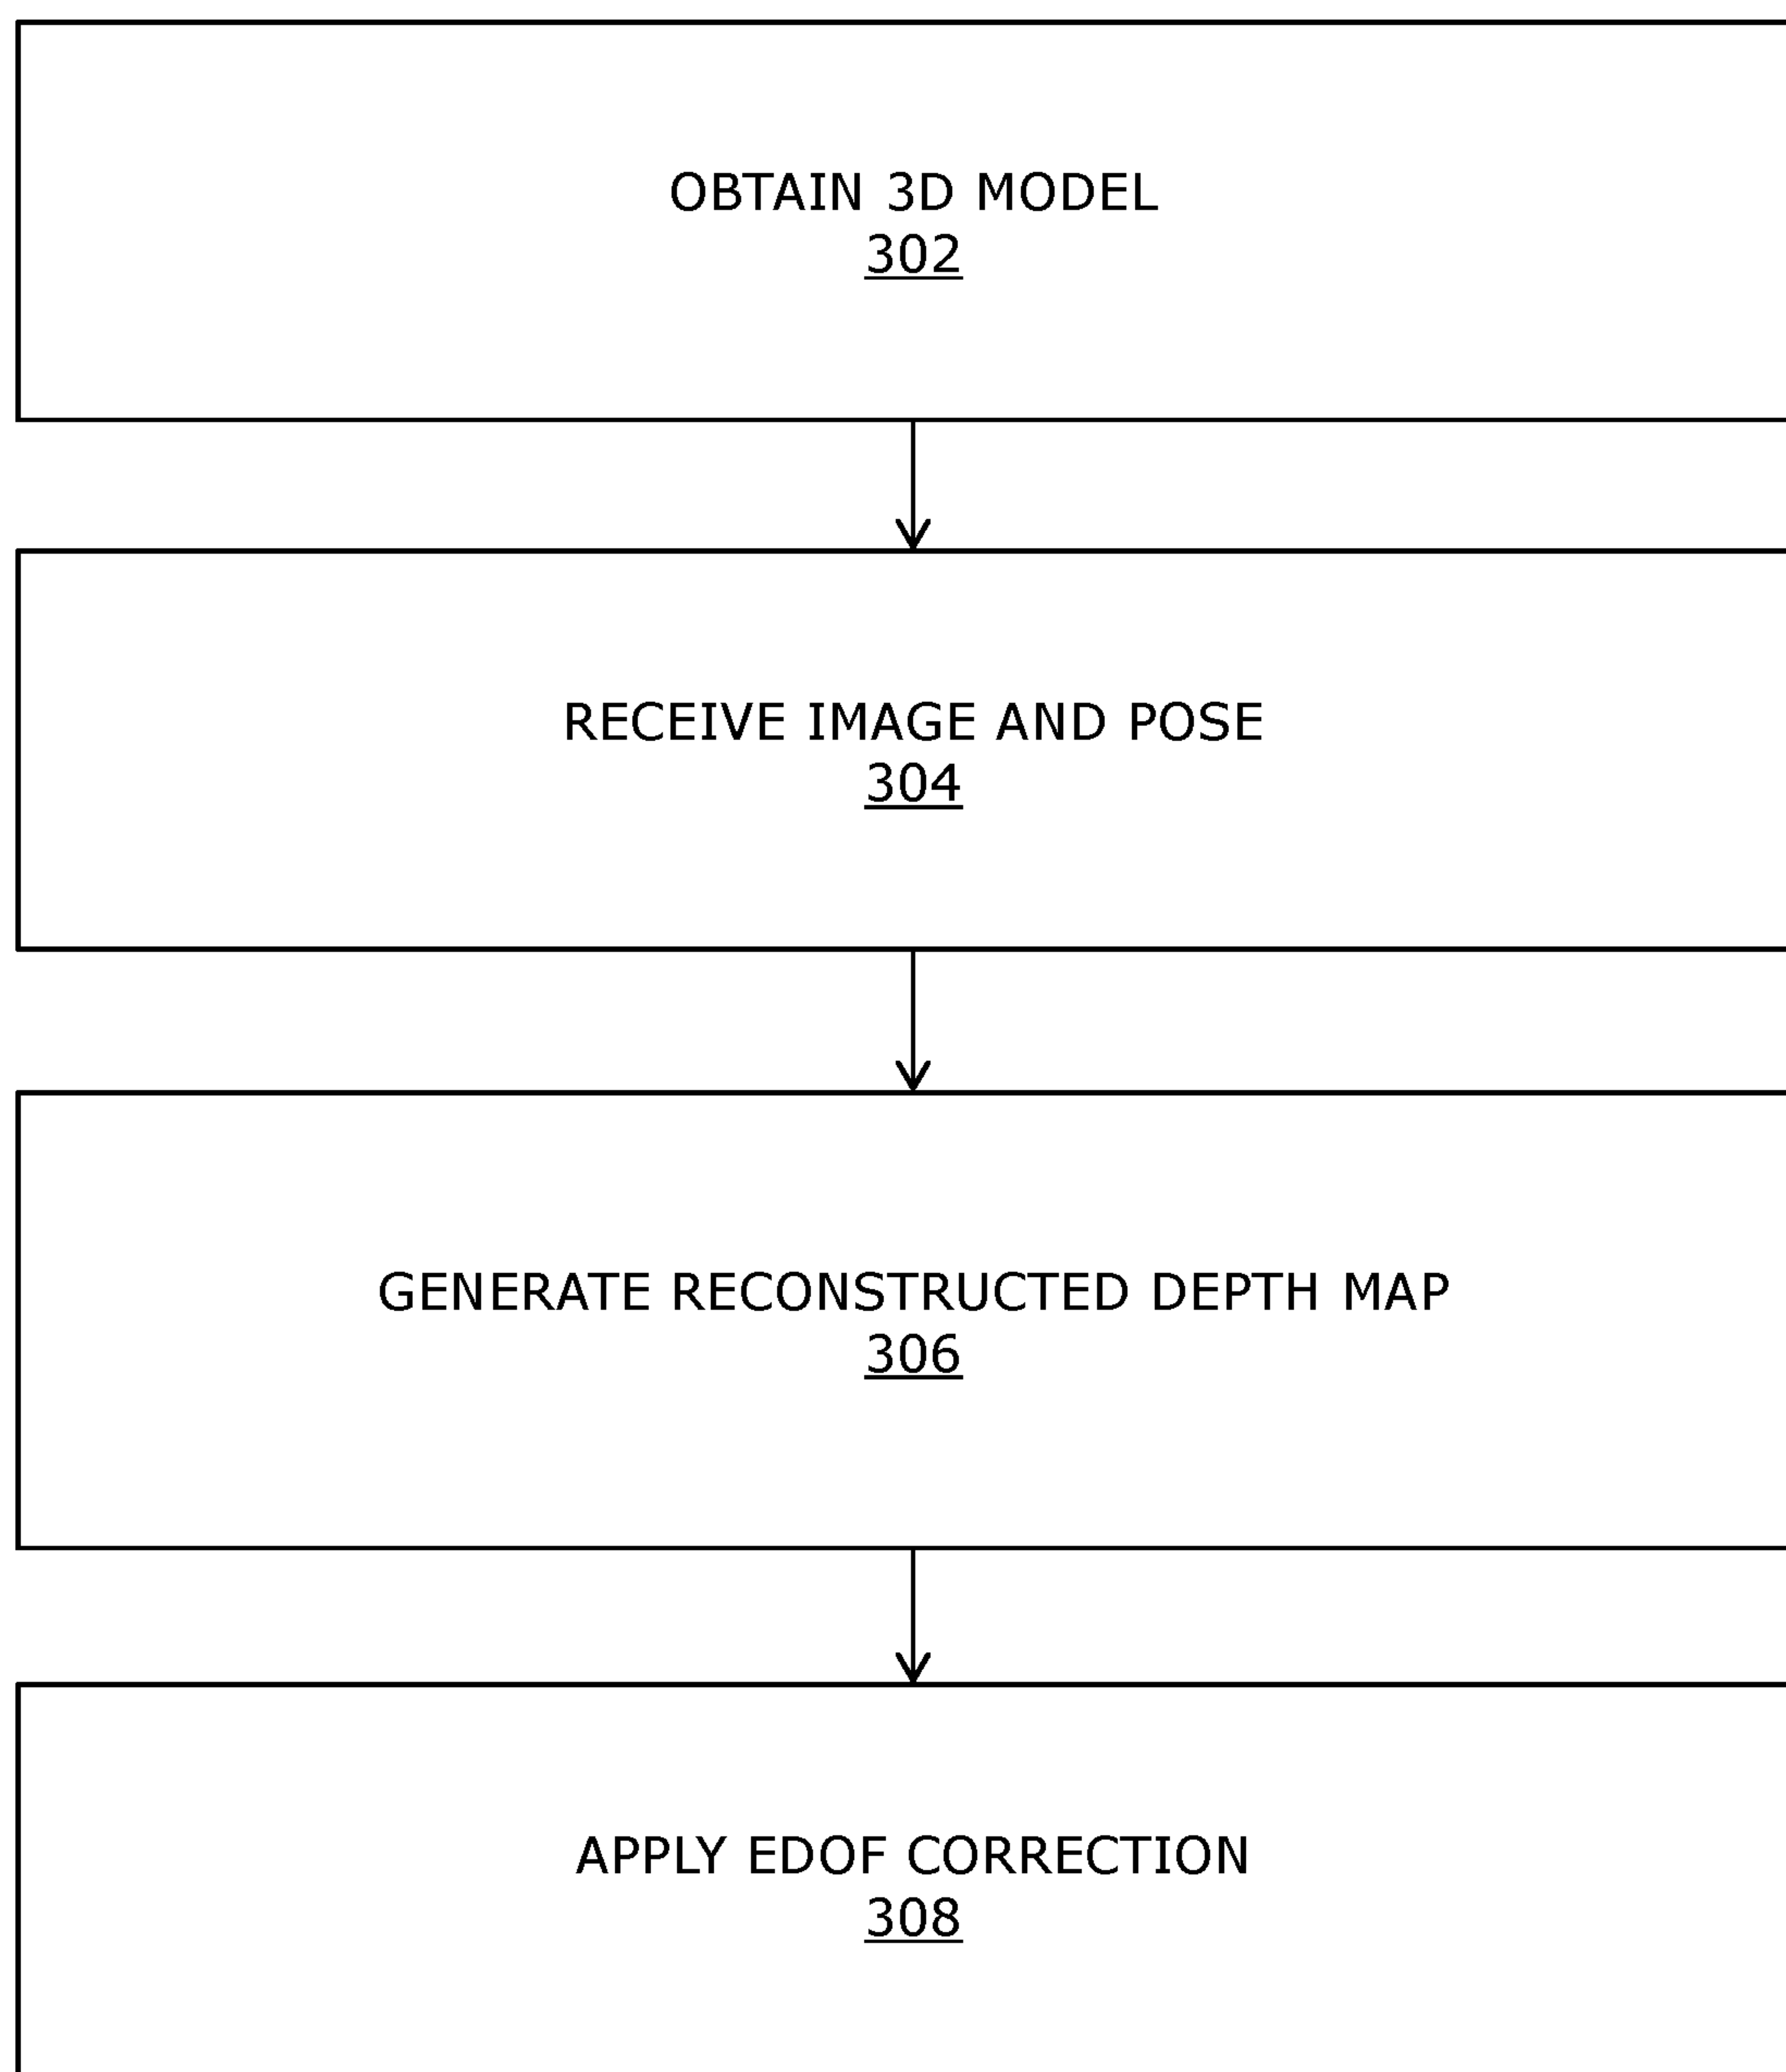 OBTAIN 3D MODEL
302
RECEIVE IMAGE AND POSE
304
GENERATE RECONSTRUCTED DEPTH MAP
306
APPLY EDOF CORRECTION
308